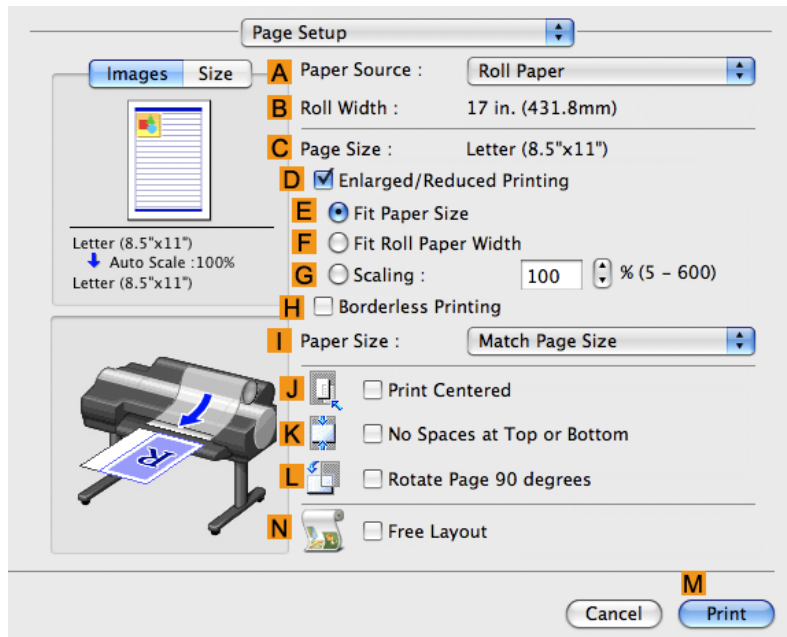 Page Setup
Images Size
A Paper Source : Roll Paper
B Roll Width : 17 in. (431.8mm)
C Page Size : Letter (8.5"x11")
D Enlarged/Reduced Printing
E Fit Paper Size
F Fit Roll Paper Width
G Scaling : 100 % (5 - 600)
Letter (8.5"x11")
Auto Scale :100%
Letter (8.5"x11")
H Borderless Printing
I Paper Size : Match Page Size
J Print Centered
K No Spaces at Top or Bottom
L Rotate Page 90 degrees
R
N Free Layout
M
Cancel Print